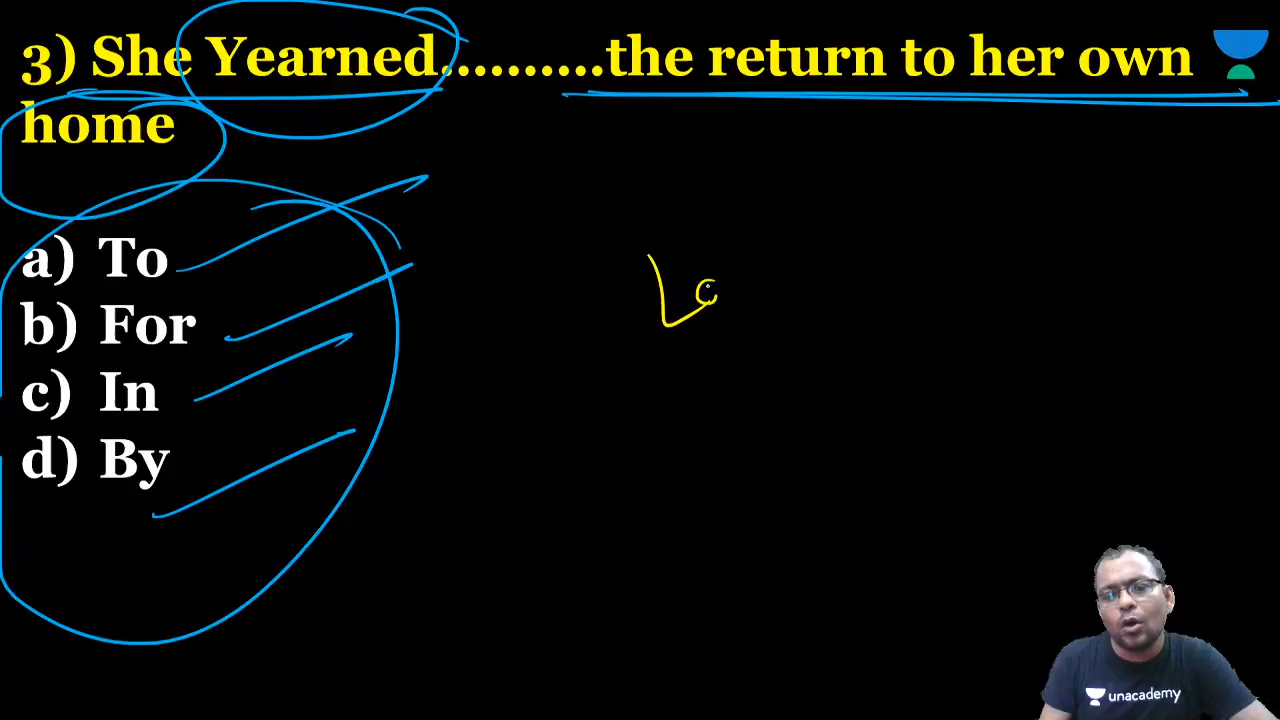 3) She Yearned.........the return to her own
home
a) To
b) For
c) In
d) By
unacademy